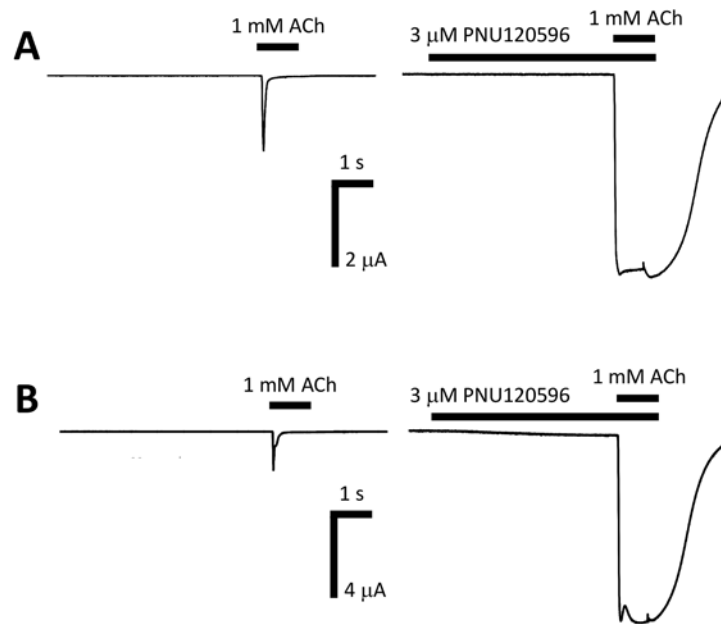 A
1 mM ACh
1 mM ACh
3 μM PNU120596
1 s
2 μA
B
1 mM ACh
1 mM ACh
3 μM PNU120596
1 s
4 μA